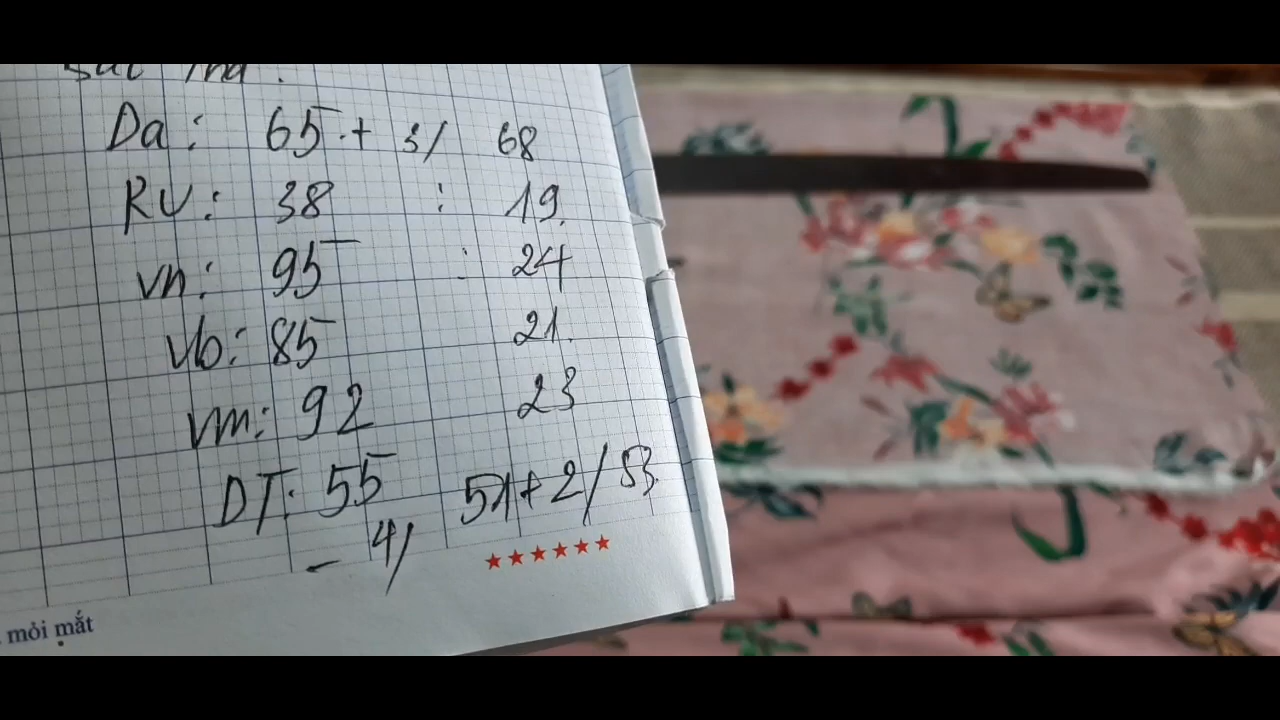 Da: 65 + 3/ 68
RV: 38 : 19.
vn: 95 : 24
vb: 85 21.
vm: 92 23
DT: 55 51+2/53.
- 4/
mỏi mắt